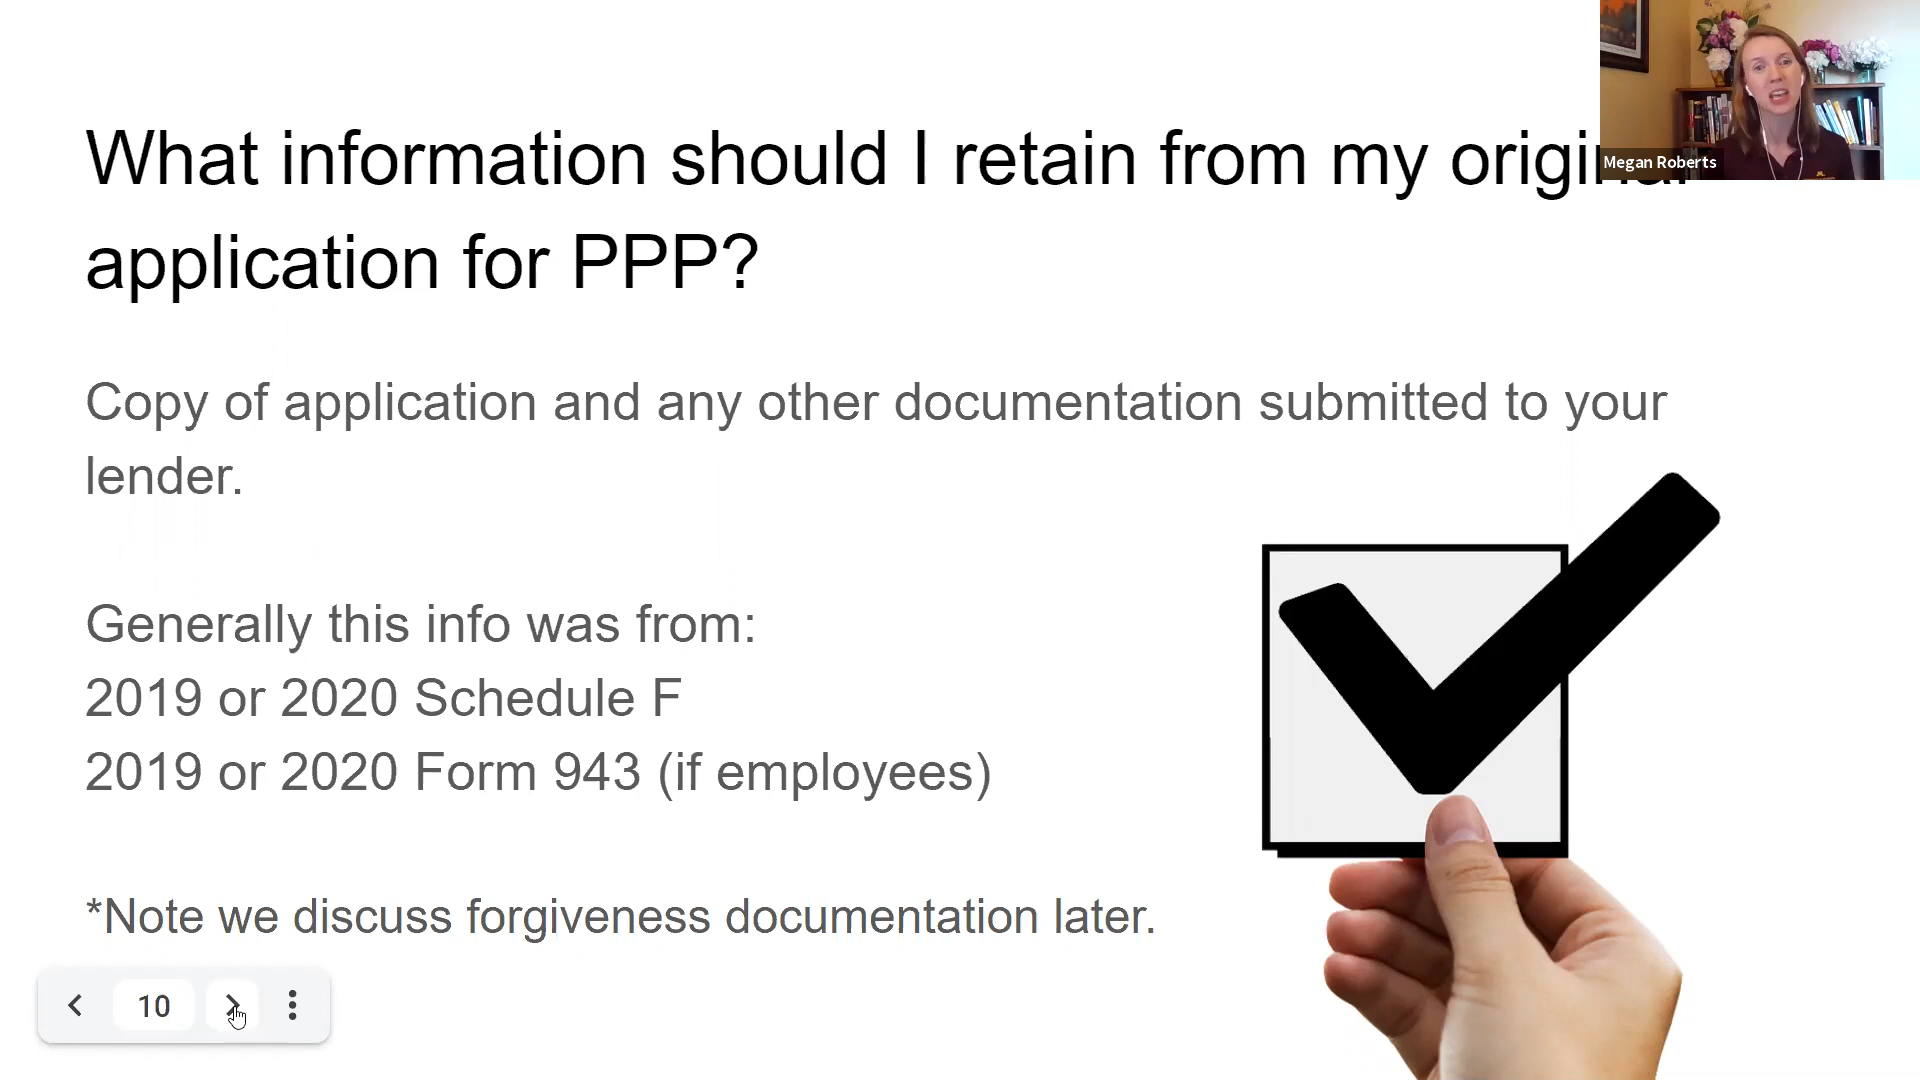 What information should I retain from my original
application for PPP?
Megan Roberts
Copy of application and any other documentation submitted to your
lender.
Generally this info was from:
2019 or 2020 Schedule F
2019 or 2020 Form 943 (if employees)
*Note we discuss forgiveness documentation later.
10